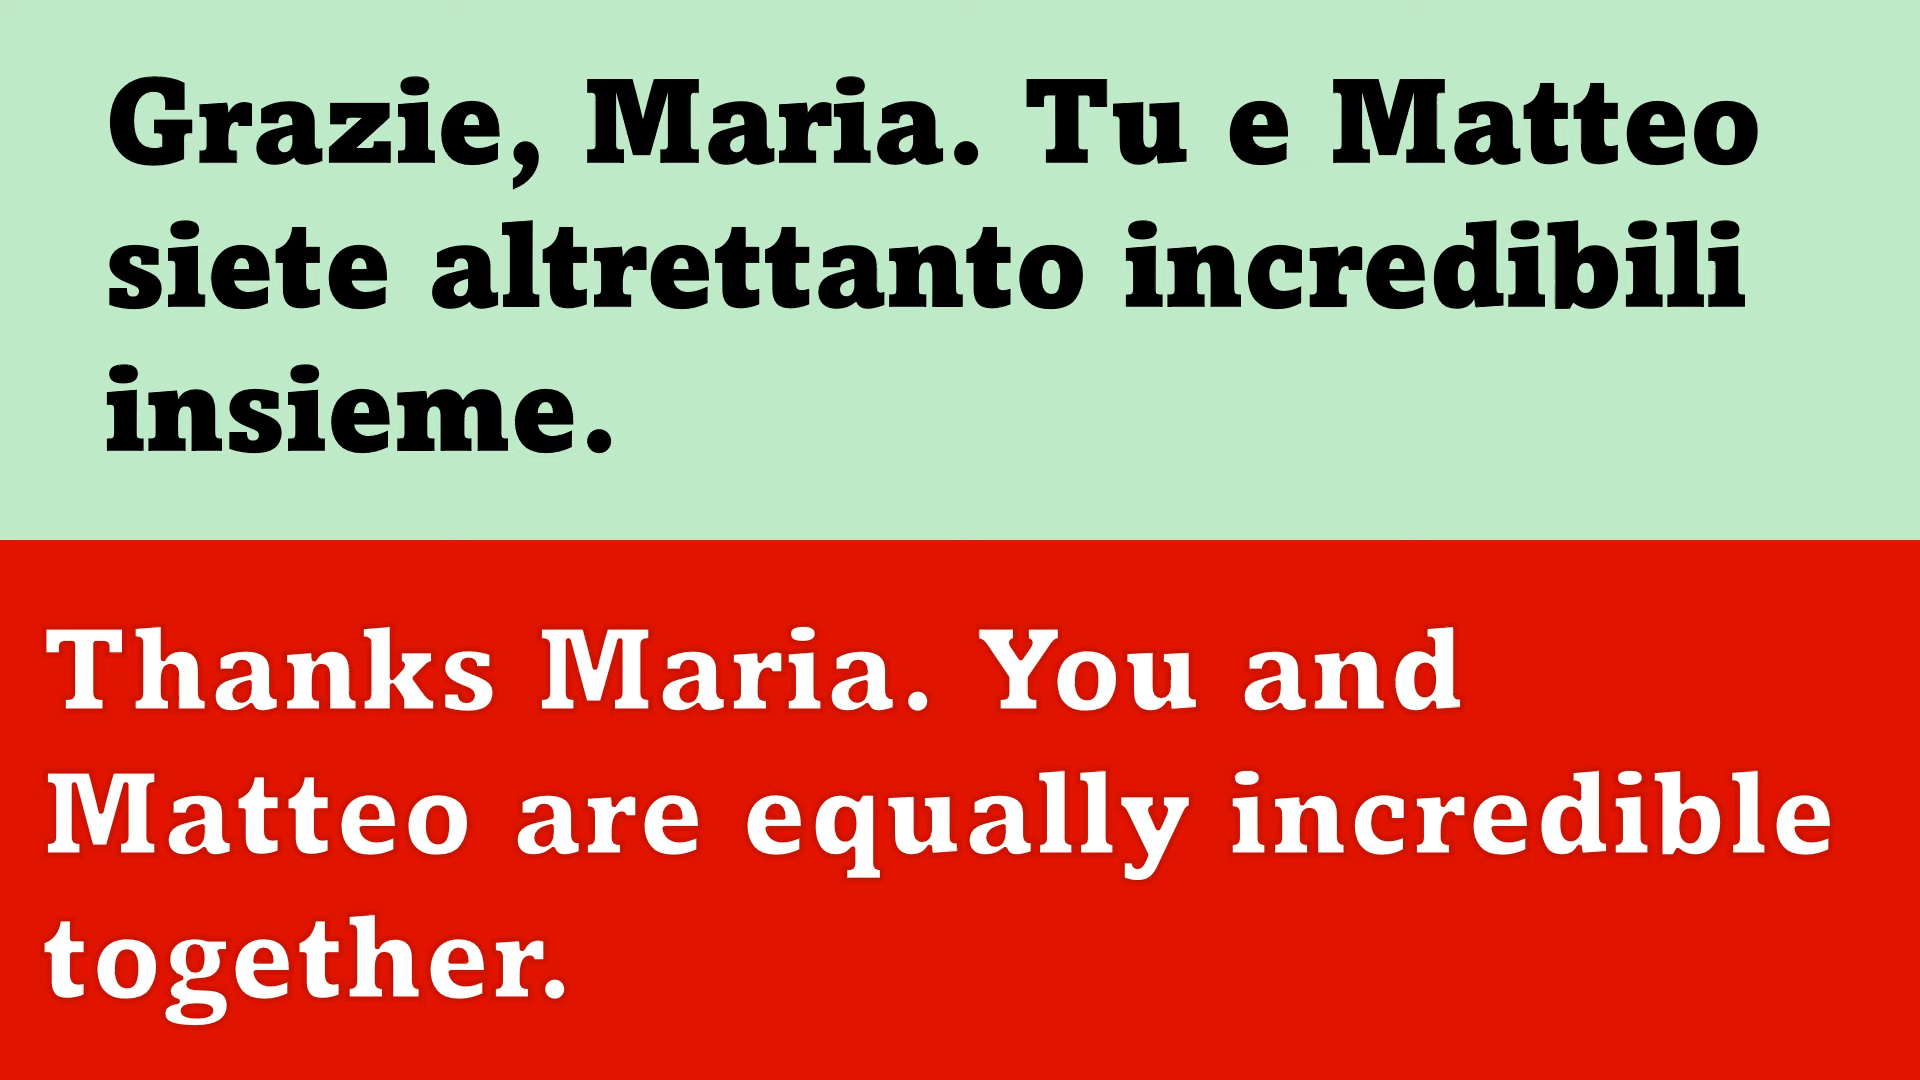 Grazie, Maria. Tu e Matteo
siete altrettanto incredibili
insieme.
Thanks Maria. You and
Matteo are equally incredible
together.